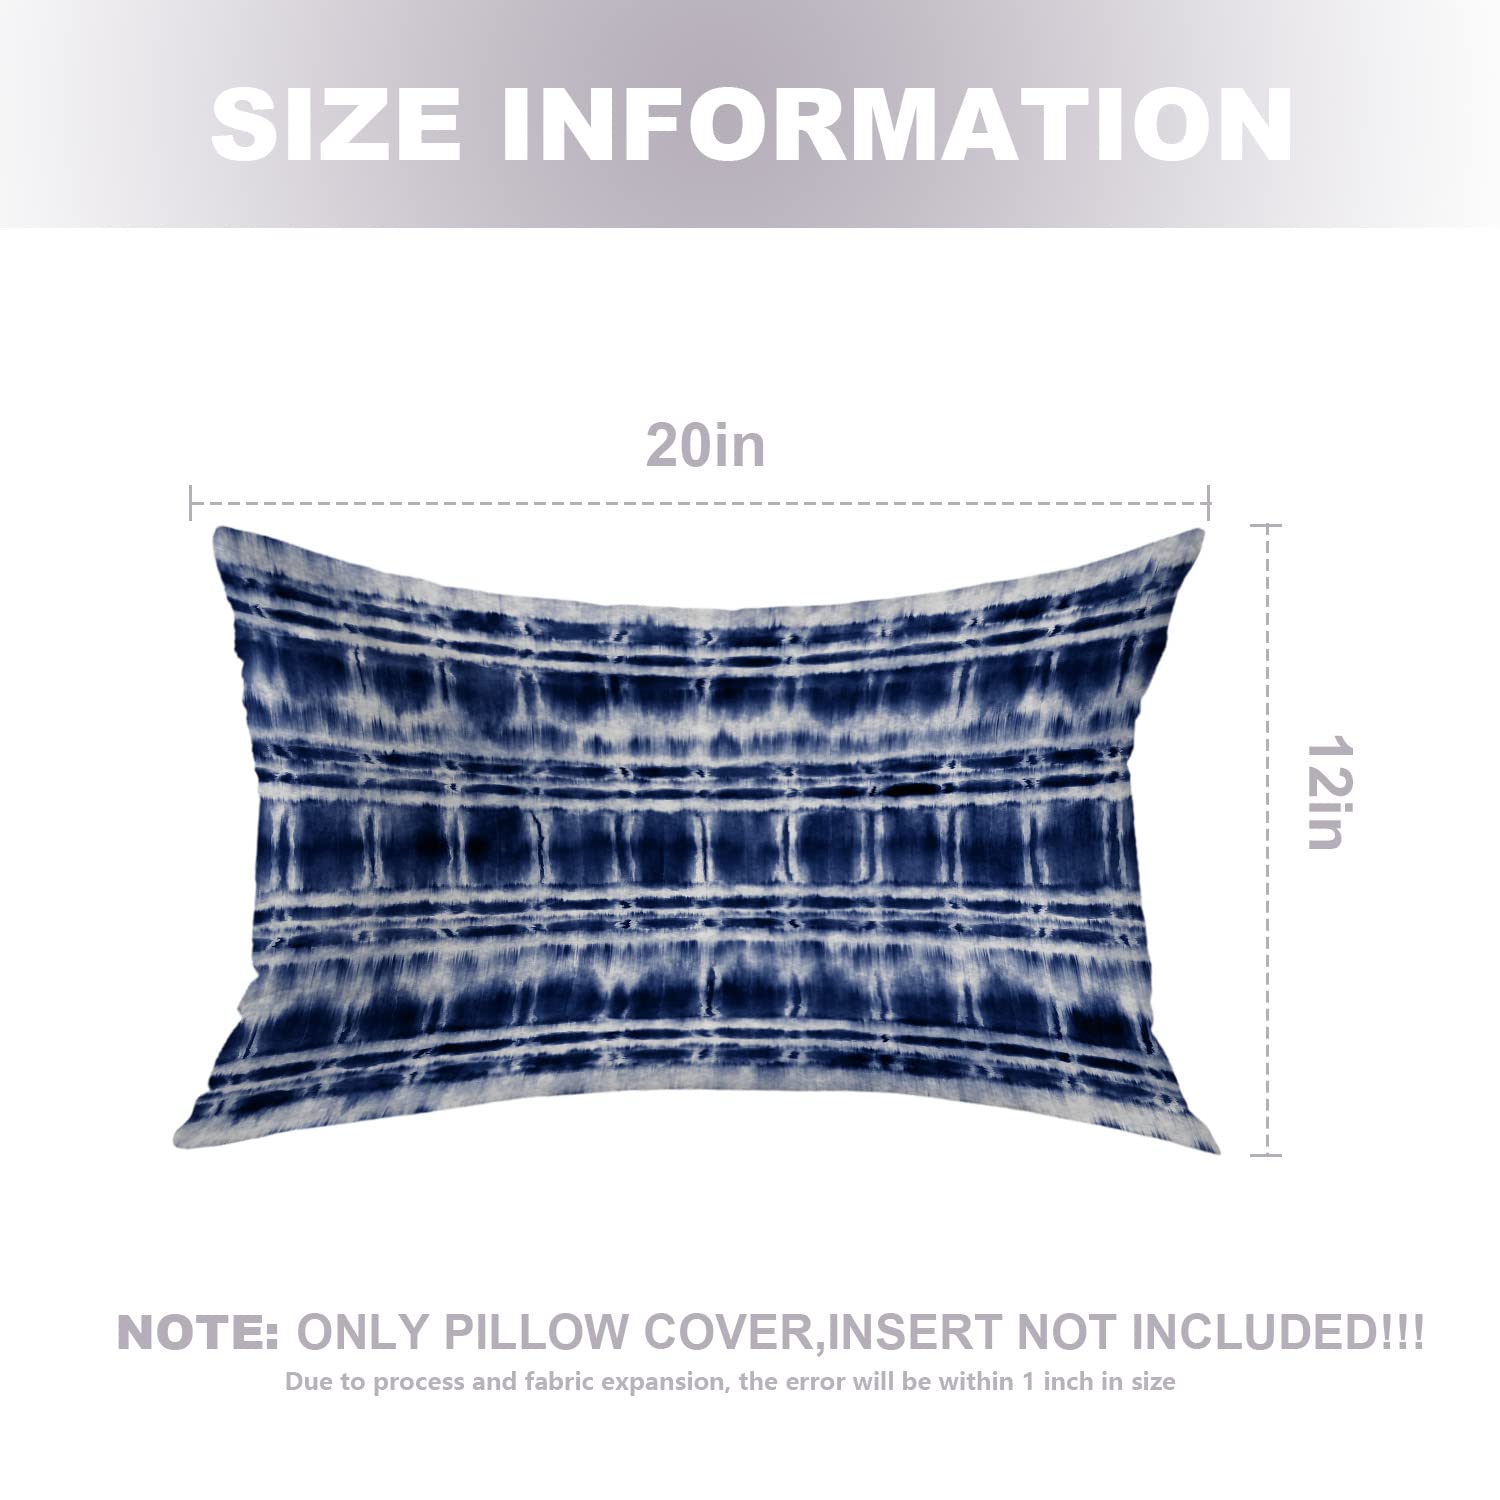 SIZE INFORMATION
20in
12in
NOTE: ONLY PILLOW COVER,INSERT NOT INCLUDED!!!
Due to process and fabric expansion, the error will be within 1 inch in size